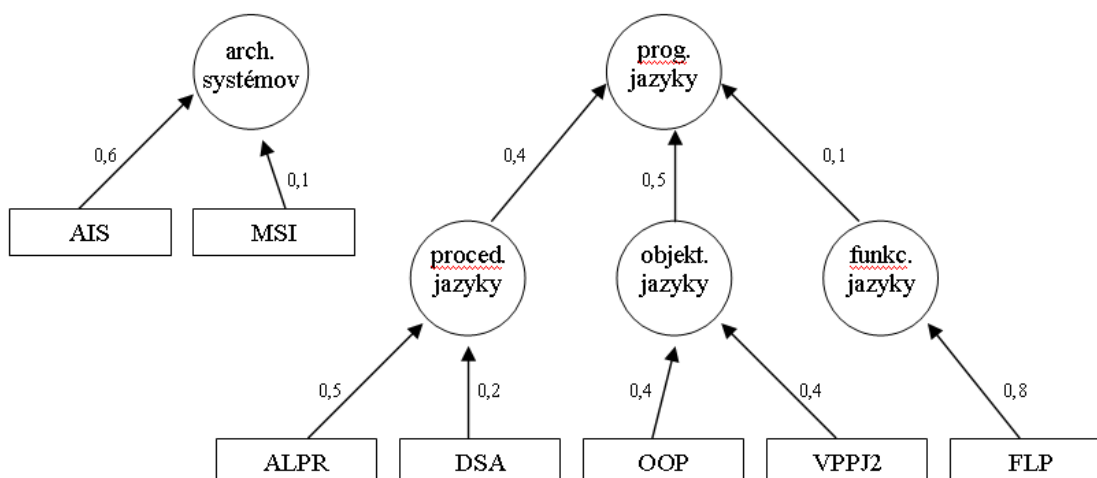 arch.
systémov
prog.
jazyky
0,6
0,1
0,4
0,5
0,1
AIS
MSI
proced.
jazyky
objekt.
jazyky
funkc.
jazyky
0,5
0,2
0,4
0,4
0,8
ALPR
DSA
OOP
VPPJ2
FLP